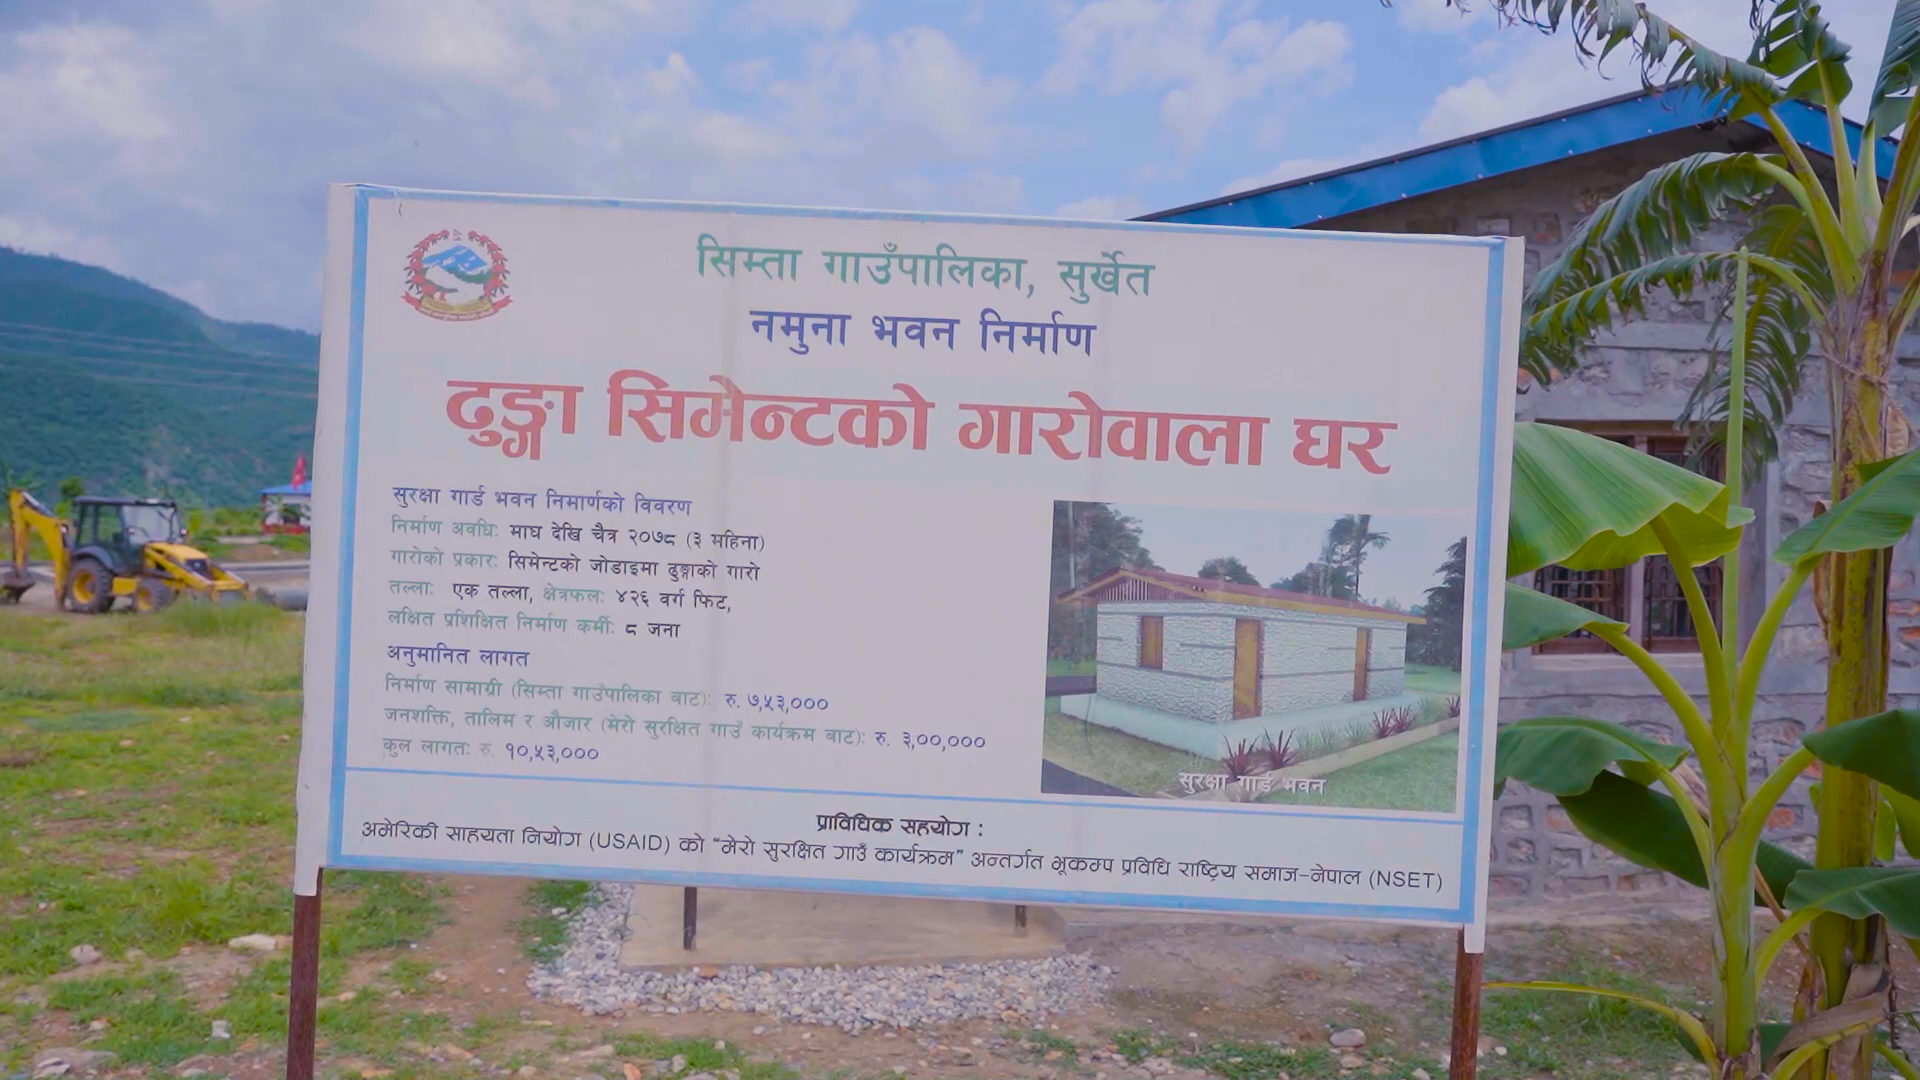 सिम्ता गाउँपालिका, सुर्खेत
नमुना भवन निर्माण
ढुङ्गा सिमेन्टको गारोवाला घर
सुरक्षा गार्ड भवन निमार्णको विवरण
निर्माण अवधि: माघ देखि चैत्र २०७८ (३ महिना)
गारोको प्रकार: सिमेन्टको जोडाइमा ढुङ्गाको गारो
तल्ला: एक तल्ला, क्षेत्रफल: ४२६ वर्ग फिट,
लक्षित प्रशिक्षित निर्माण कर्मी: ८ जना
अनुमानित लागत
निर्माण सामाग्री (सिम्ता गाउँपालिका बाट): रु. ७,५३,०००
जनशक्ति, तालिम र औजार (मेरो सुरक्षित गाउँ कार्यक्रम बाट): रु. ३,००,०००
कुल लागत: रु. १०,५३,०००
सुरक्षा गार्ड भवन
प्राविधिक सहयोग :
अमेरिकी साहयता नियोग (USAID) को "मेरो सुरक्षित गाउँ कार्यक्रम" अन्तर्गत भूकम्प प्रविधि राष्ट्रिय समाज-नेपाल (NSET)